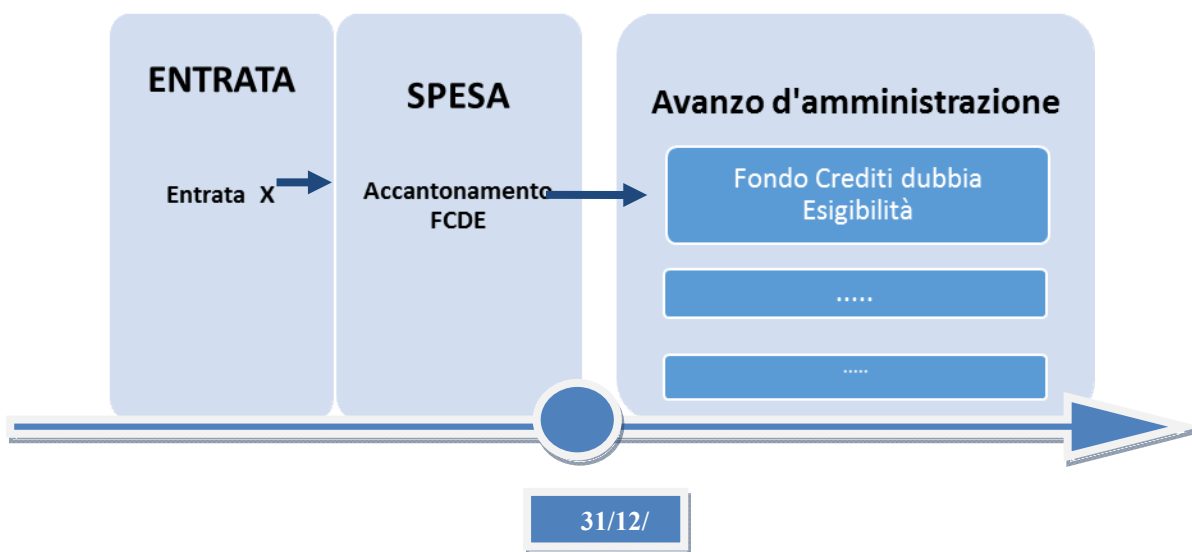 ENTRATA
Entrata X
SPESA
Accantonamento
FCDE
Avanzo d'amministrazione
Fondo Crediti dubbia
Esigibilità
.....
.....
31/12/